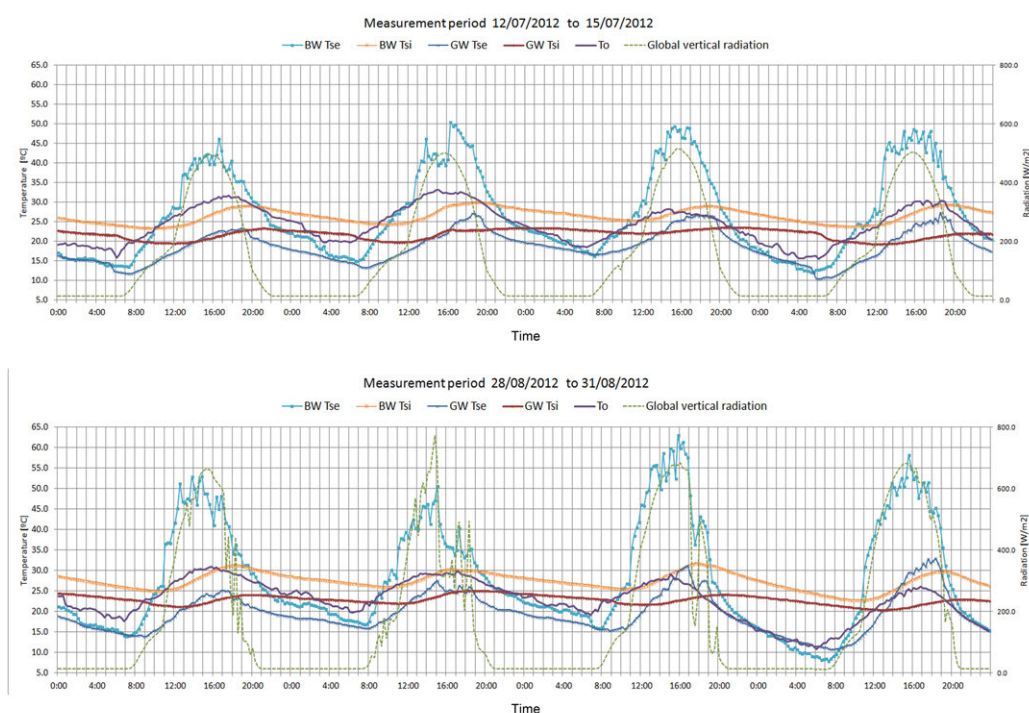 Measurement period 12/07/2012 to 15/07/2012
BW Tse BW Tsi GW Tse GW Tsi To Global vertical radiation
65.0 800.0
60.0
55.0
50.0 600.0
45.0
40.0
35.0 400.0
30.0
25.0
20.0 200.0
15.0
10.0
5.0 0.0
Temperature [ºC]
Radiation [W/m2]
0:00 4:00 8:00 12:00 16:00 20:00 0:00 4:00 8:00 12:00 16:00 20:00 0:00 4:00 8:00 12:00 16:00 20:00 0:00 4:00 8:00 12:00 16:00 20:00
Time
Measurement period 28/08/2012 to 31/08/2012
BW Tse BW Tsi GW Tse GW Tsi To Global vertical radiation
65.0 800.0
60.0
55.0
50.0 600.0
45.0
40.0
35.0 400.0
30.0
25.0
20.0 200.0
15.0
10.0
5.0 0.0
Temperature [ºC]
Radiation [W/m2]
0:00 4:00 8:00 12:00 16:00 20:00 0:00 4:00 8:00 12:00 16:00 20:00 0:00 4:00 8:00 12:00 16:00 20:00 0:00 4:00 8:00 12:00 16:00 20:00
Time